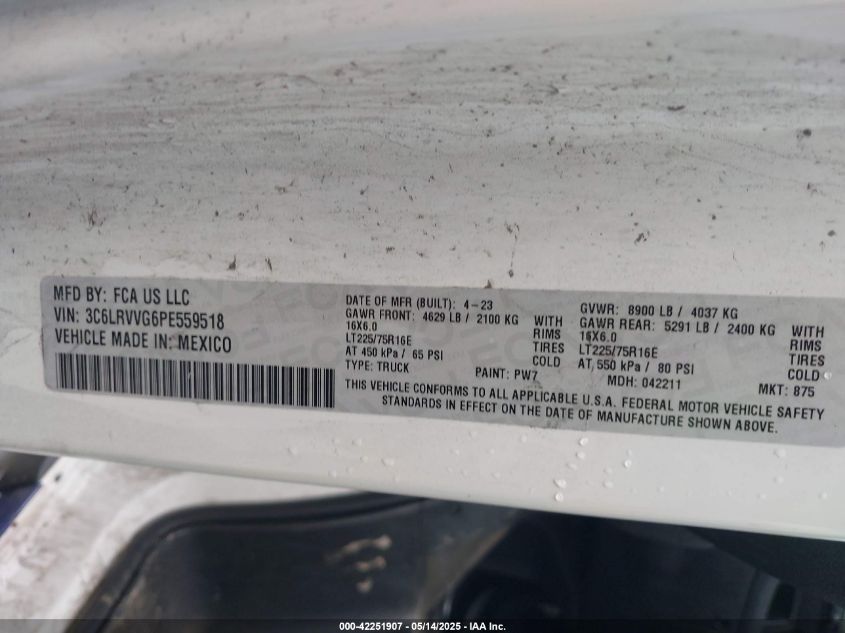 MFD BY: FCA US LLC
VIN: 3C6LRVVG6PE559518
VEHICLE MADE IN: MEXICO
DATE OF MFR (BUILT): 4-23
GAWR FRONT: 4629 LB / 2100 KG WITH
16X6.0 RIMS
LT225/75R16E TIRES
AT 450 kPa / 65 PSI COLD
TYPE: TRUCK PAINT: PW7
GVWR: 8900 LB / 4037 KG
GAWR REAR: 5291 LB / 2400 KG WITH
16X6.0 RIMS
LT225/75R16E TIRES
AT 550 kPa / 80 PSI COLD
MDH: 042211 MKT: 875
THIS VEHICLE CONFORMS TO ALL APPLICABLE U.S.A. FEDERAL MOTOR VEHICLE SAFETY
STANDARDS IN EFFECT ON THE DATE OF MANUFACTURE SHOWN ABOVE.
000-42251907 - 05/14/2025 - IAA Inc.